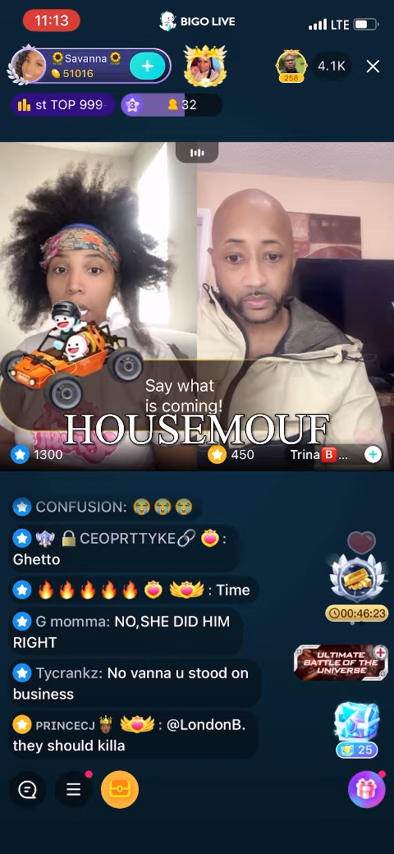 11:13
BIGO LIVE
LTE
🌻Savanna🌻
51016
258
4.1K
st TOP 999
32
Say what
is coming!
HOUSEMOUF
1300
450
Trina🅱️...
CONFUSION: 😭😭😭
CEOPRTTYKE🔗 :
Ghetto
🔥🔥🔥🔥🔥 : Time
G momma: NO,SHE DID HIM
RIGHT
00:46:23
ULTIMATE
BATTLE OF THE
UNIVERSE
Tycrankz: No vanna u stood on
business
PRINCECJ🤴🏾 : @LondonB.
they should killa
25